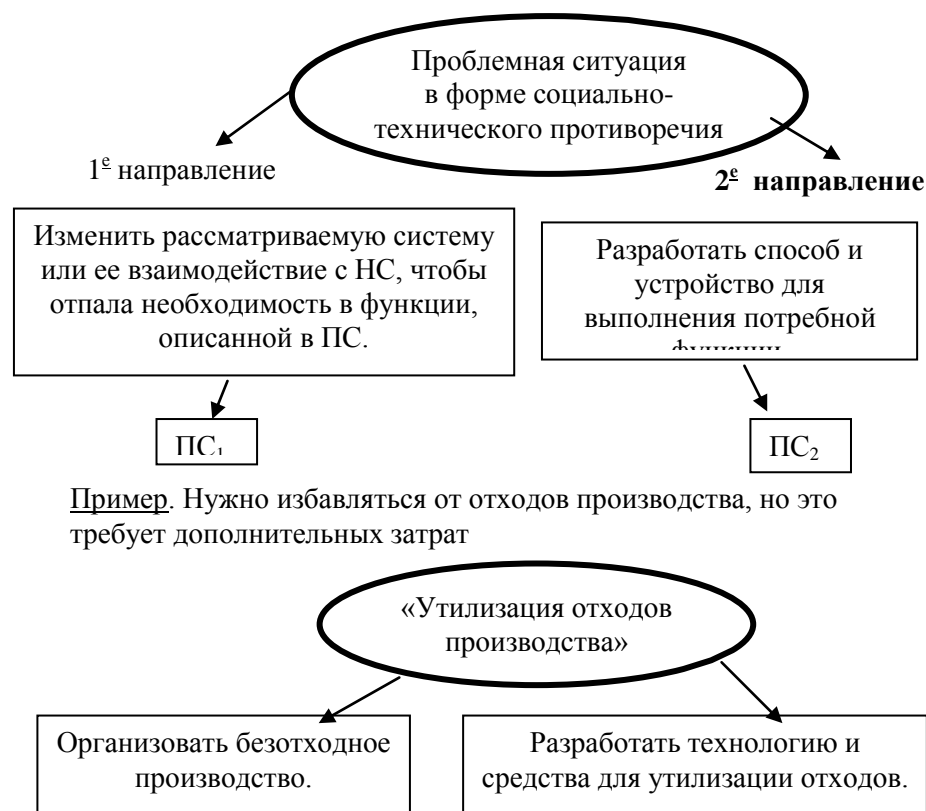 Проблемная ситуация
в форме социально-
технического противоречия
1е направление
2е направление
Изменить рассматриваемую систему
или ее взаимодействие с НС, чтобы
отпала необходимость в функции,
описанной в ПС.
Разработать способ и
устройство для
выполнения потребной
ПС1
ПС2
Пример. Нужно избавляться от отходов производства, но это
требует дополнительных затрат
«Утилизация отходов
производства»
Организовать безотходное
производство.
Разработать технологию и
средства для утилизации отходов.